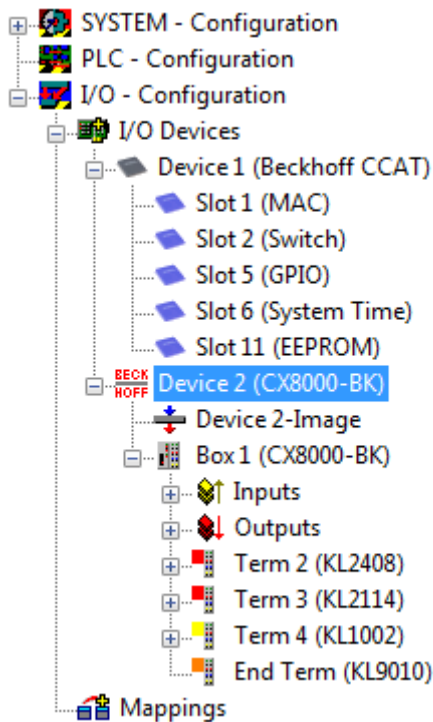 SYSTEM - Configuration
PLC - Configuration
I/O - Configuration
I/O Devices
Device 1 (Beckhoff CCAT)
Slot 1 (MAC)
Slot 2 (Switch)
Slot 5 (GPIO)
Slot 6 (System Time)
Slot 11 (EEPROM)
BECK
HOFF
Device 2 (CX8000-BK)
Device 2-Image
Box 1 (CX8000-BK)
Inputs
Outputs
Term 2 (KL2408)
Term 3 (KL2114)
Term 4 (KL1002)
End Term (KL9010)
Mappings